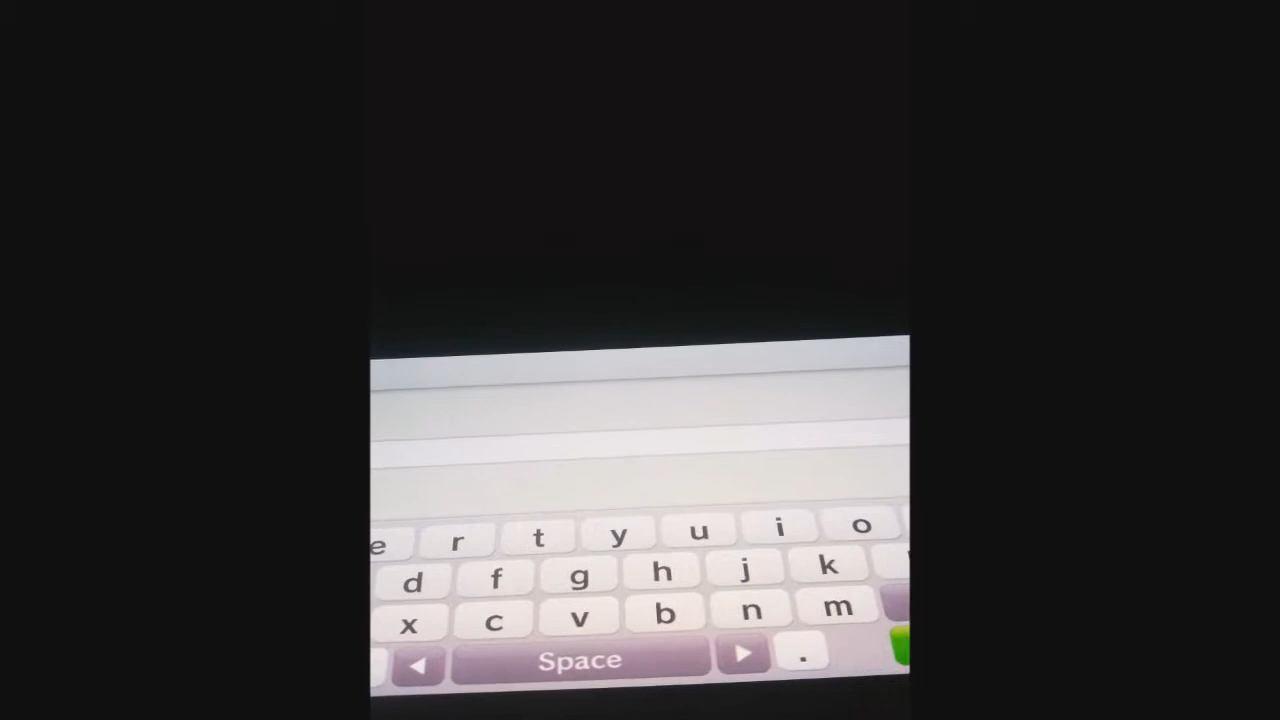 e r t y u i o
d f g h j k
x c v b n m
◀ Space ▶ .